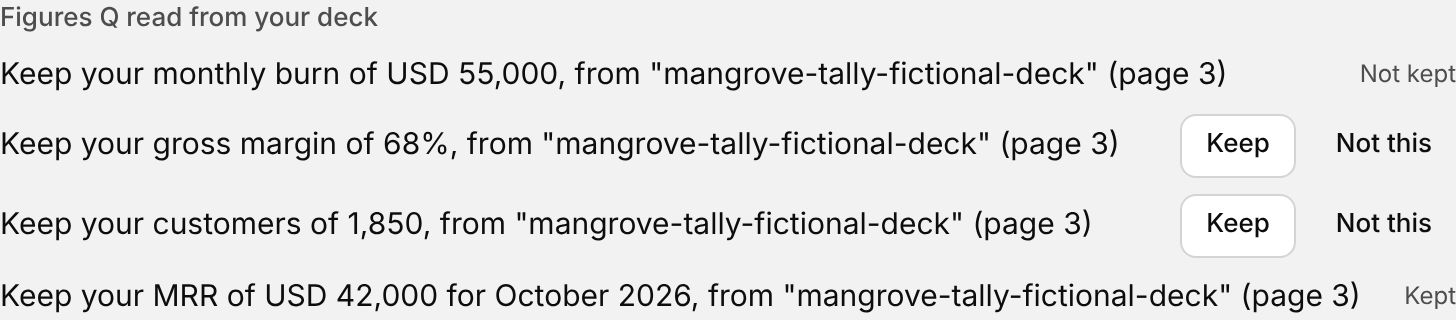 Figures Q read from your deck
Keep your monthly burn of USD 55,000, from "mangrove-tally-fictional-deck" (page 3) Not kept
Keep your gross margin of 68%, from "mangrove-tally-fictional-deck" (page 3) Keep Not this
Keep your customers of 1,850, from "mangrove-tally-fictional-deck" (page 3) Keep Not this
Keep your MRR of USD 42,000 for October 2026, from "mangrove-tally-fictional-deck" (page 3) Kept